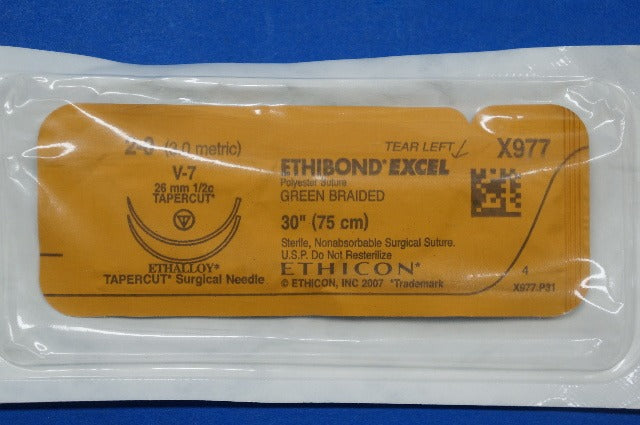 2-0 (3.0 metric)
V-7
26 mm 1/2c
TAPERCUT*
ETHALLOY*
TAPERCUT* Surgical Needle
TEAR LEFT
X977
ETHIBOND* EXCEL
Polyester Suture
GREEN BRAIDED
30" (75 cm)
Sterile, Nonabsorbable Surgical Suture.
U.S.P. Do Not Resterilize
ETHICON*
© ETHICON, INC 2007 *Trademark
4
X977.P31